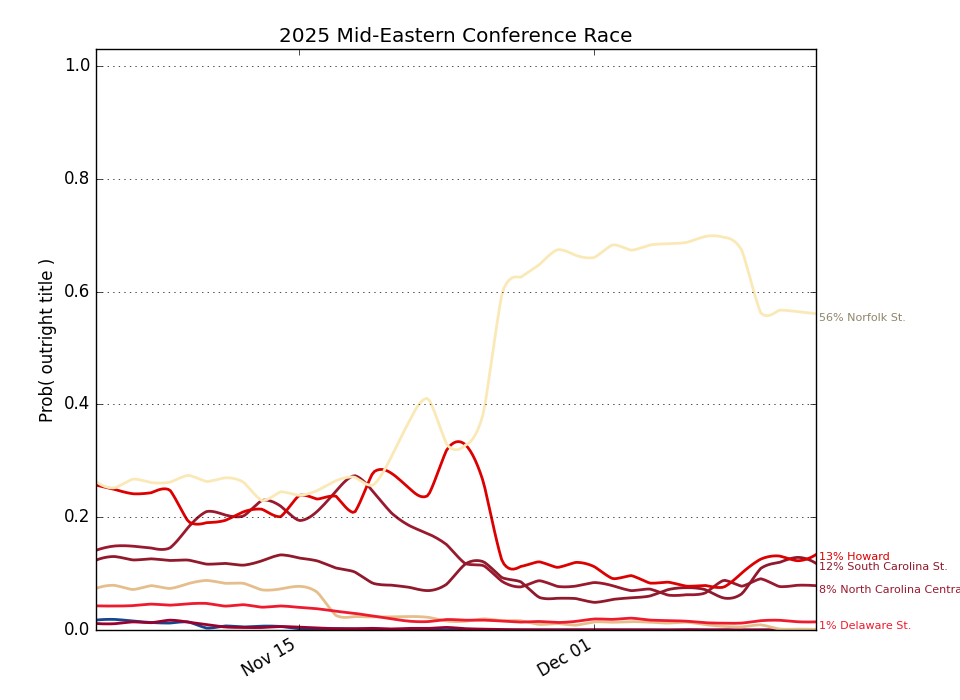 2025 Mid-Eastern Conference Race
Prob( outright title )
1.0
0.8
0.6
0.4
0.2
0.0
Nov 15
Dec 01
56% Norfolk St.
13% Howard
12% South Carolina St.
8% North Carolina Centra
1% Delaware St.